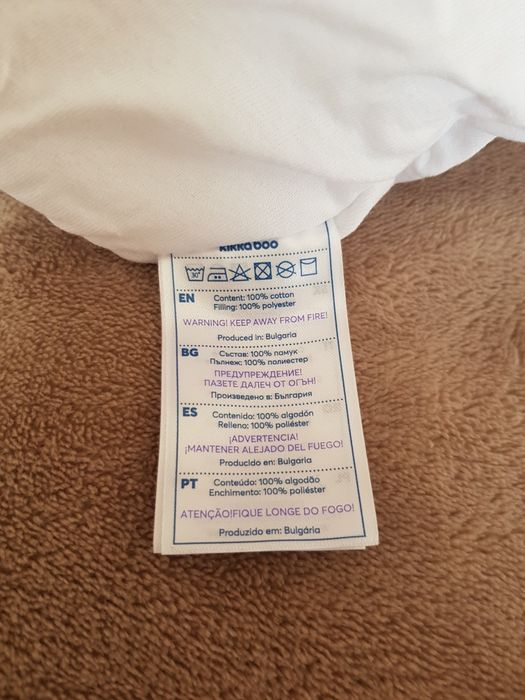 kikka boo
30°
EN
Content: 100% cotton
Filling: 100% polyester
WARNING! KEEP AWAY FROM FIRE!
Produced in: Bulgaria
BG
Състав: 100% памук
Пълнеж: 100% полиестер
ПРЕДУПРЕЖДЕНИЕ!
ПАЗЕТЕ ДАЛЕЧ ОТ ОГЪН!
Произведено в: България
ES
Contenido: 100% algodón
Relleno: 100% poliéster
¡ADVERTENCIA!
¡MANTENER ALEJADO DEL FUEGO!
Producido en: Bulgaria
PT
Conteúdo: 100% algodão
Enchimento: 100% poliéster
ATENÇÃO!FIQUE LONGE DO FOGO!
Produzido em: Bulgária